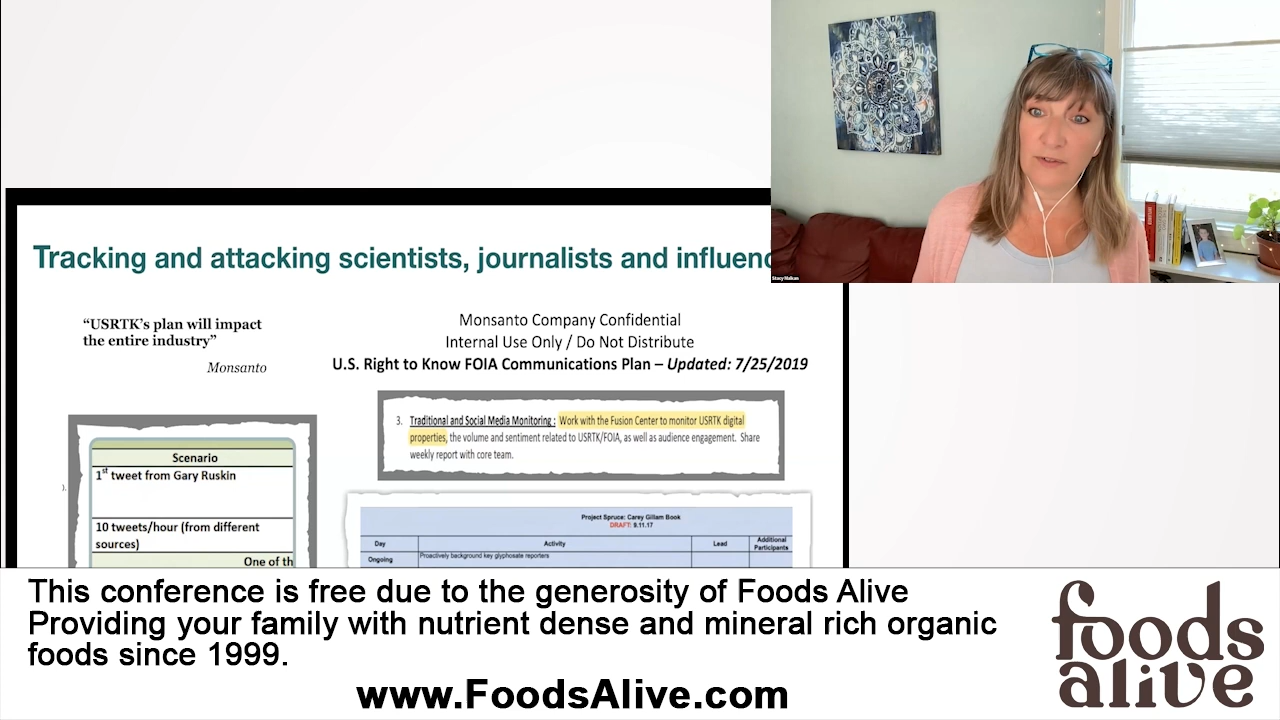 Stacy Malkan
Tracking and attacking scientists, journalists and influenc
“USRTK’s plan will impact
the entire industry”
Monsanto
Monsanto Company Confidential
Internal Use Only / Do Not Distribute
U.S. Right to Know FOIA Communications Plan – Updated: 7/25/2019
3. Traditional and Social Media Monitoring : Work with the Fusion Center to monitor USRTK digital
properties, the volume and sentiment related to USRTK/FOIA, as well as audience engagement. Share
weekly report with core team.
Scenario
1st tweet from Gary Ruskin
10 tweets/hour (from different
sources)
One of th
Project Spruce: Carey Gillam Book
DRAFT: 9.11.17
Day Activity Lead Additional
Participants
Ongoing Proactively background key glyphosate reporters
This conference is free due to the generosity of Foods Alive
Providing your family with nutrient dense and mineral rich organic
foods since 1999.
www.FoodsAlive.com
foods
alive